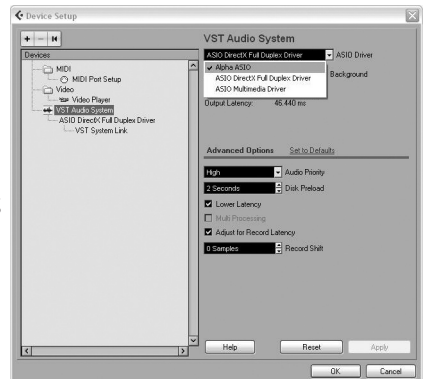 Device Setup
Devices
MIDI
MIDI Port Setup
Video
Video Player
VST Audio System
ASIO DirectX Full Duplex Driver
VST System Link
VST Audio System
ASIO DirectX Full Duplex Driver
ASIO Driver
Alpha ASIO
ASIO DirectX Full Duplex Driver
ASIO Multimedia Driver
Background
Output Latency: 46.440 ms
Advanced Options Set to Defaults
High Audio Priority
2 Seconds Disk Preload
Lower Latency
Multi Processing
Adjust for Record Latency
0 Samples Record Shift
Help Reset Apply
OK Cancel